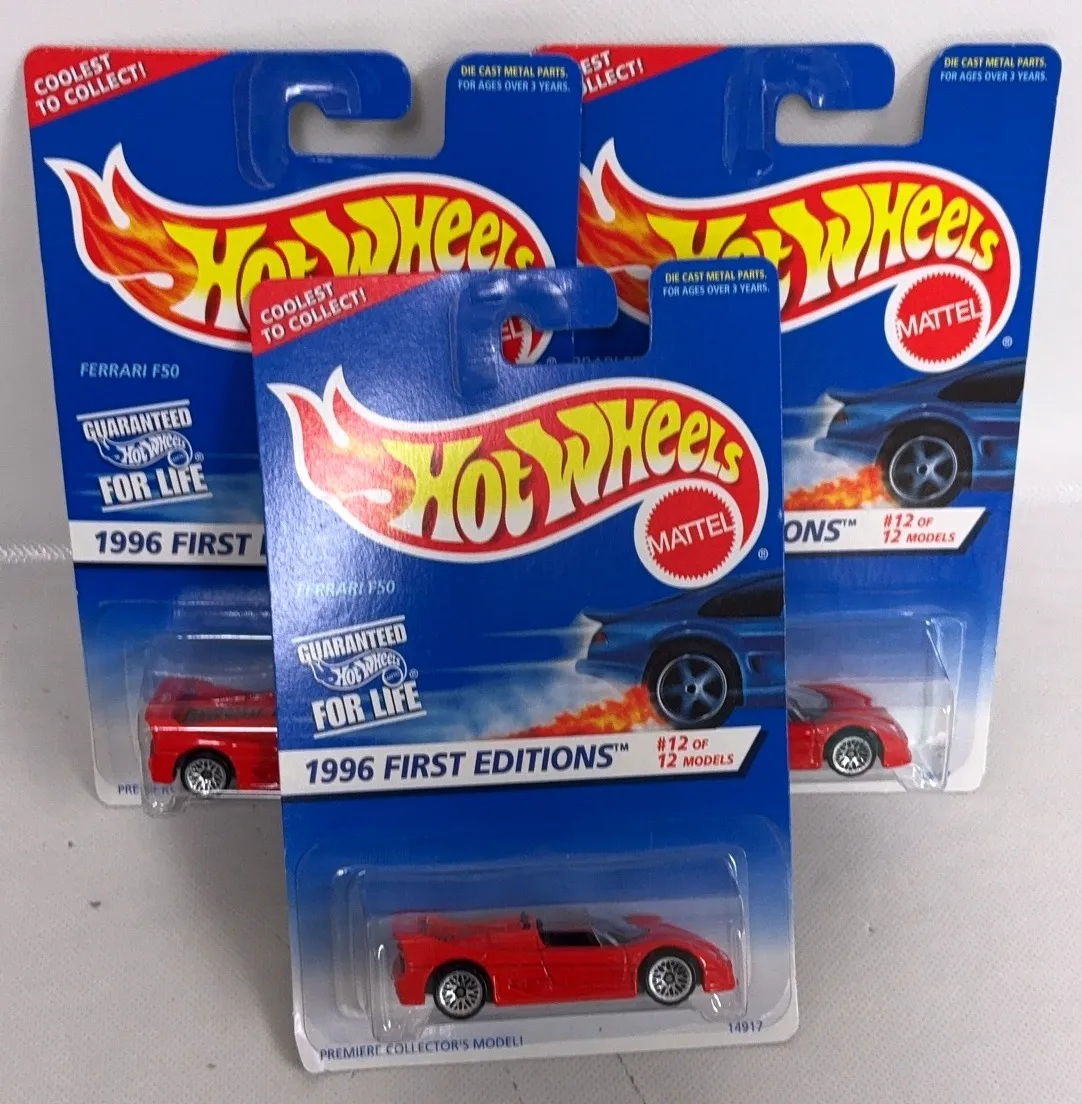 COOLEST
TO COLLECT!
DIE CAST METAL PARTS.
FOR AGES OVER 3 YEARS.
HOT WHEELS
FERRARI F50
GUARANTEED
Hot Wheels
®
FOR LIFE
1996 FIRST
DIE CAST METAL PARTS.
FOR AGES OVER 3 YEARS.
HOT WHEELS
MATTEL
®
ONS™
#12 OF
12 MODELS
COOLEST
TO COLLECT!
DIE CAST METAL PARTS.
FOR AGES OVER 3 YEARS.
HOT WHEELS
MATTEL
®
FERRARI F50
GUARANTEED
Hot Wheels
®
FOR LIFE
1996 FIRST EDITIONS™
#12 OF
12 MODELS
14917
PREMIERE COLLECTOR'S MODEL!